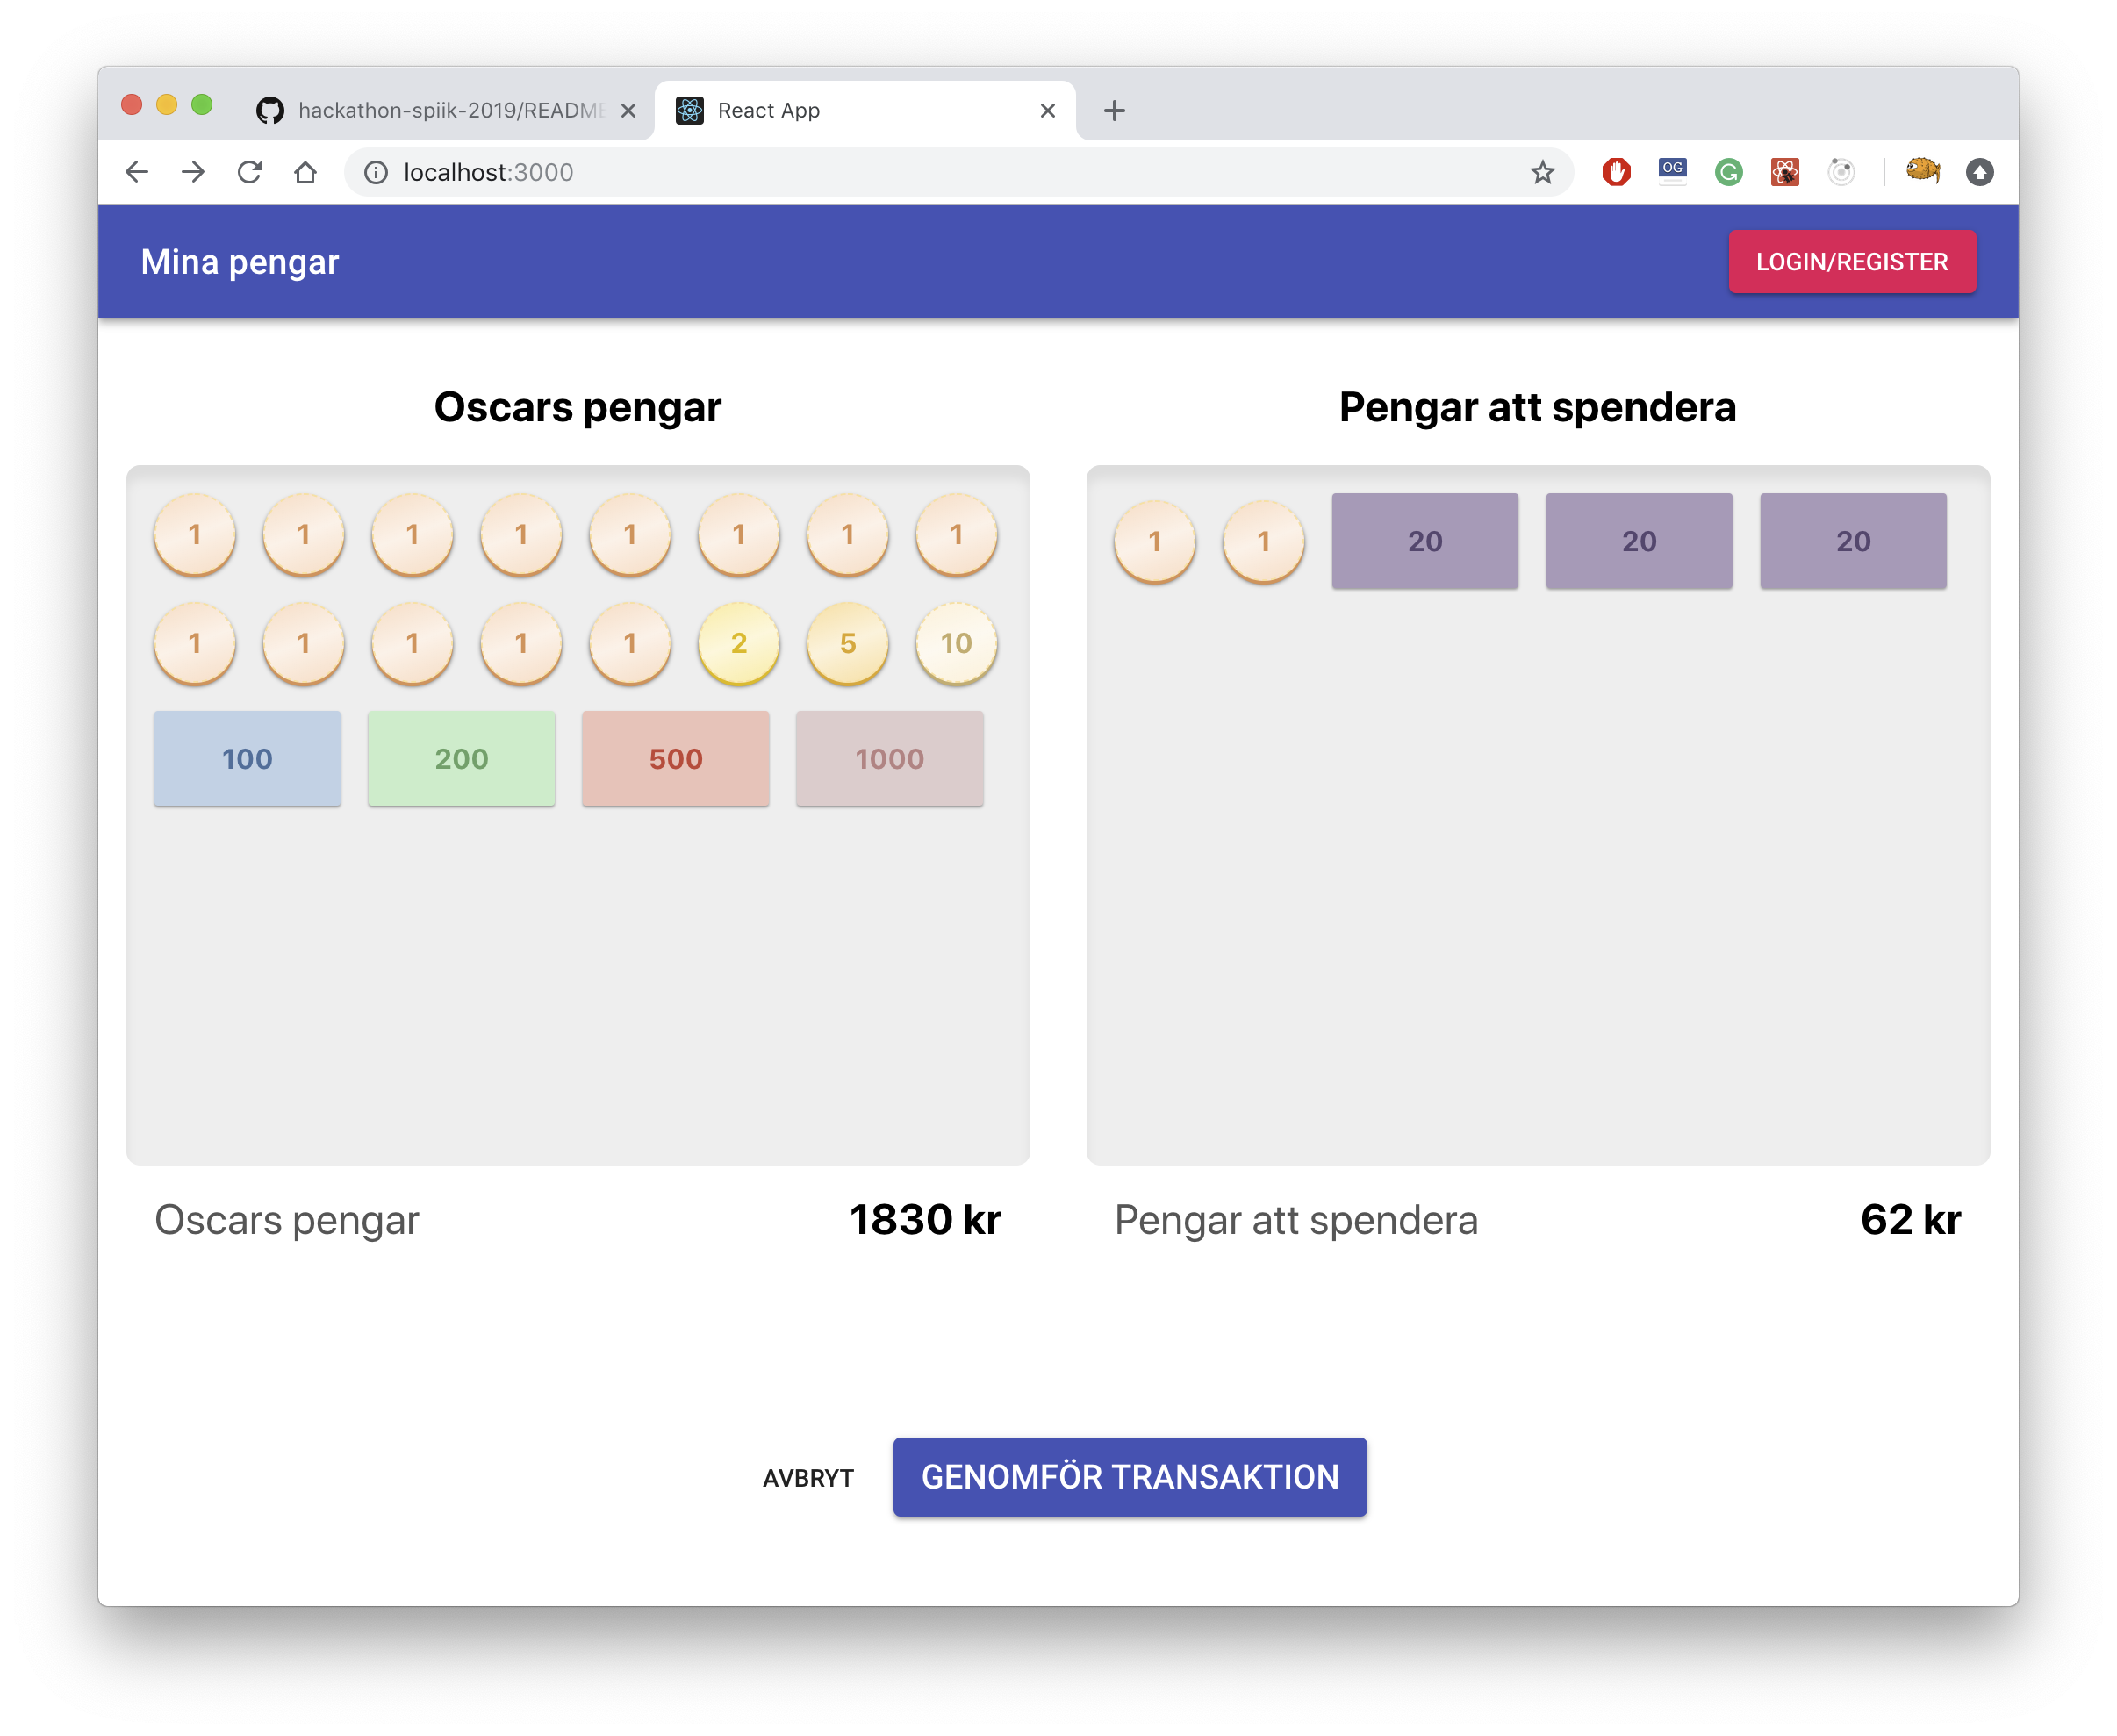 hackathon-spiik-2019/README
React App
localhost:3000
OG
Mina pengar
LOGIN/REGISTER
Oscars pengar
Pengar att spendera
1 1 1 1 1 1 1 1
1 1 1 1 1 2 5 10
100 200 500 1000
1 1 20 20 20
Oscars pengar 1830 kr
Pengar att spendera 62 kr
AVBRYT
GENOMFÖR TRANSAKTION